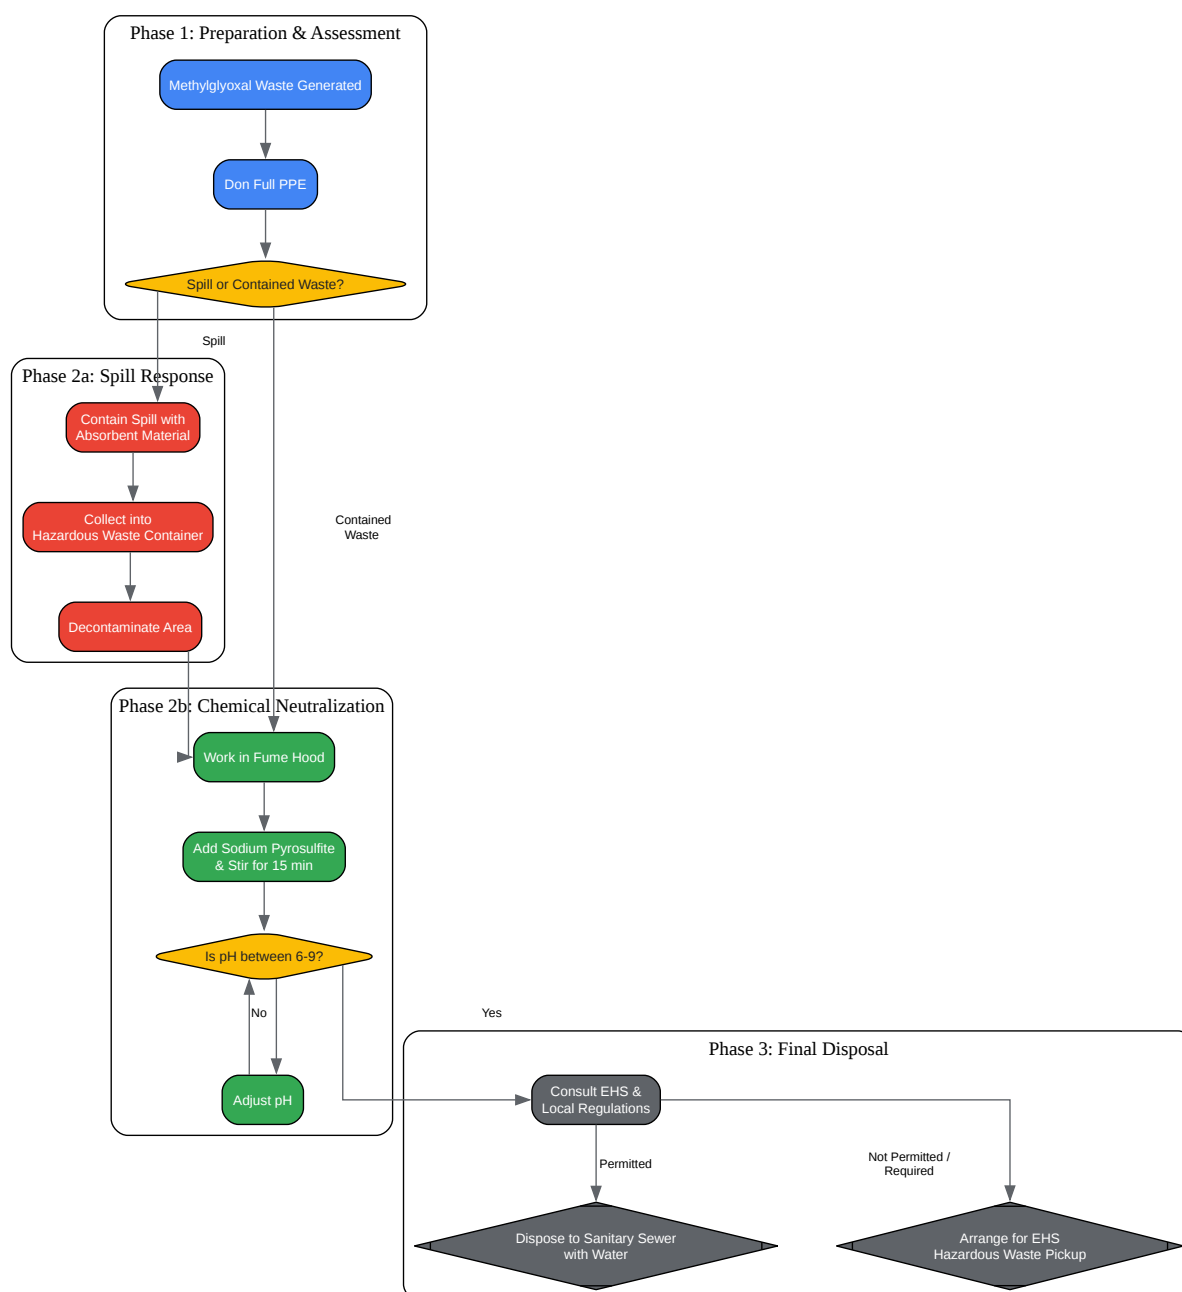 Phase 1: Preparation & Assessment
Methylglyoxal Waste Generated
Don Full PPE
Spill or Contained Waste?
Spill
Phase 2a: Spill Response
Contain Spill with
Absorbent Material
Collect into
Hazardous Waste Container
Contained
Waste
Decontaminate Area
Phase 2b: Chemical Neutralization
Work in Fume Hood
Add Sodium Pyrosulfite
& Stir for 15 min
Is pH between 6-9?
No
Yes
Adjust pH
Phase 3: Final Disposal
Consult EHS &
Local Regulations
Permitted
Not Permitted /
Required
Dispose to Sanitary Sewer
with Water
Arrange for EHS
Hazardous Waste Pickup